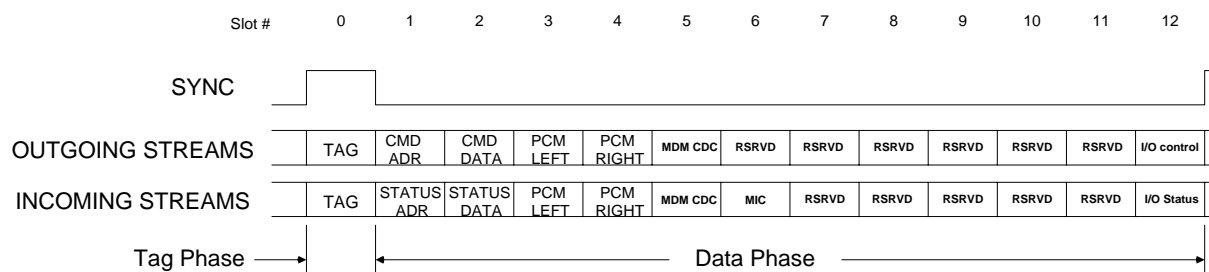 Slot # 0 1 2 3 4 5 6 7 8 9 10 11 12
SYNC
OUTGOING STREAMS TAG CMD ADR CMD DATA PCM LEFT PCM RIGHT MDM CDC RSRVD RSRVD RSRVD RSRVD RSRVD RSRVD I/O control
INCOMING STREAMS TAG STATUS ADR STATUS DATA PCM LEFT PCM RIGHT MDM CDC MIC RSRVD RSRVD RSRVD RSRVD RSRVD I/O Status
Tag Phase Data Phase